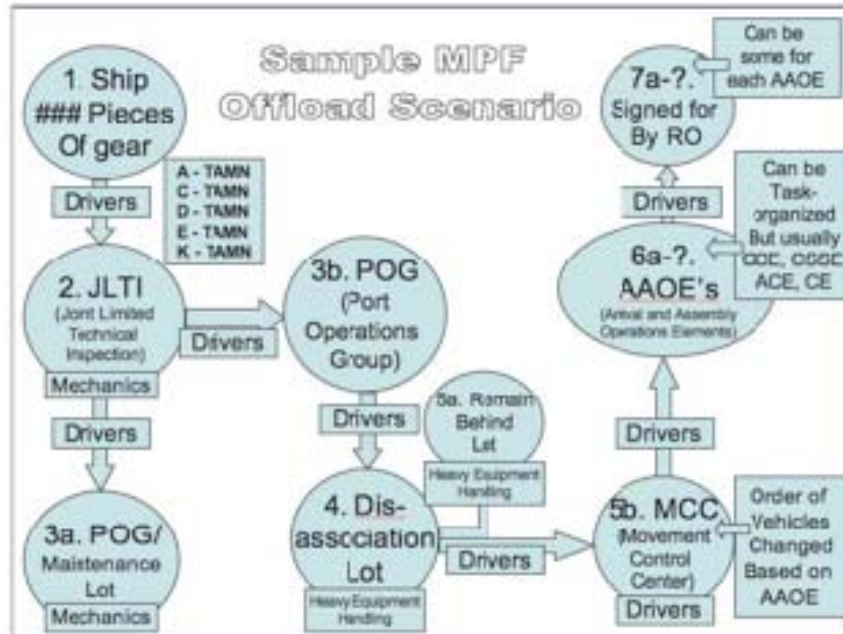 Sample MPF
Offload Scenario
1. Ship
### Pieces
Of gear
Drivers
A - TAMN
C - TAMN
D - TAMN
E - TAMN
K - TAMN
2. JLTI
(Joint Limited
Technical
Inspection)
Mechanics
Drivers
3a. POG/
Maintenance
Lot
Mechanics
Drivers
3b. POG
(Port
Operations
Group)
Drivers
4. Dis-
association
Lot
Heavy Equipment
Handling
5a. Remain
Behind
Lot
Heavy Equipment
Handling
Drivers
5b. MCC
(Movement
Control
Center)
Drivers
Order of
Vehicles
Changed
Based on
AAOE
Drivers
6a-?.
AAOE's
(Arrival and Assembly
Operations Elements)
Can be
Task-
organized
But usually
ACE, CE
Drivers
7a-?.
Signed for
By RO
Can be
some for
each AAOE